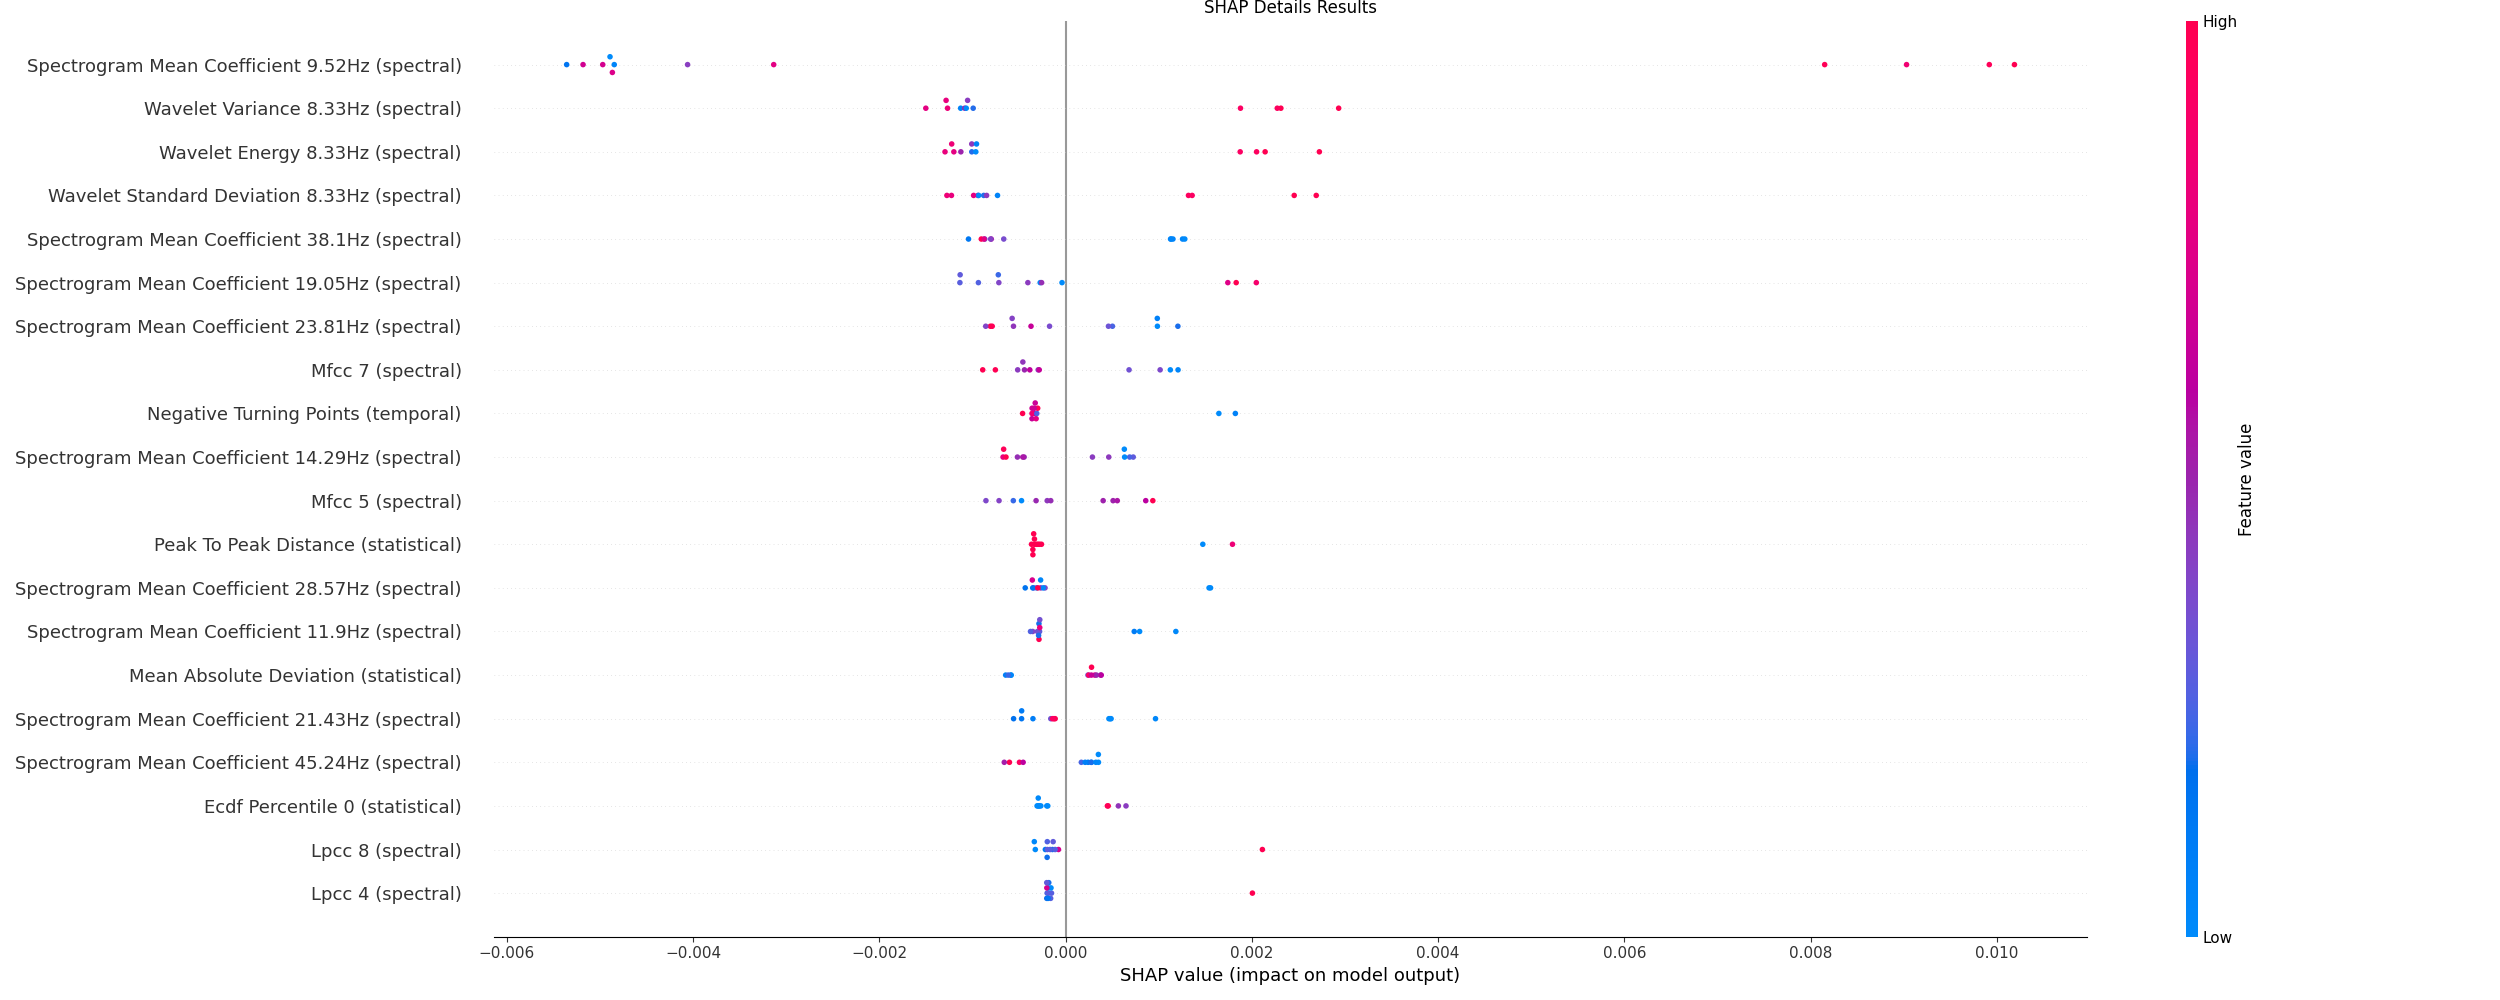 SHAP Details Results
High
Spectrogram Mean Coefficient 9.52Hz (spectral)
Wavelet Variance 8.33Hz (spectral)
Wavelet Energy 8.33Hz (spectral)
Wavelet Standard Deviation 8.33Hz (spectral)
Spectrogram Mean Coefficient 38.1Hz (spectral)
Spectrogram Mean Coefficient 19.05Hz (spectral)
Spectrogram Mean Coefficient 23.81Hz (spectral)
Mfcc 7 (spectral)
Negative Turning Points (temporal)
Spectrogram Mean Coefficient 14.29Hz (spectral)
Mfcc 5 (spectral)
Peak To Peak Distance (statistical)
Spectrogram Mean Coefficient 28.57Hz (spectral)
Spectrogram Mean Coefficient 11.9Hz (spectral)
Mean Absolute Deviation (statistical)
Spectrogram Mean Coefficient 21.43Hz (spectral)
Spectrogram Mean Coefficient 45.24Hz (spectral)
Ecdf Percentile 0 (statistical)
Lpcc 8 (spectral)
Lpcc 4 (spectral)
Feature value
Low
−0.006 −0.004 −0.002 0.000 0.002 0.004 0.006 0.008 0.010
SHAP value (impact on model output)